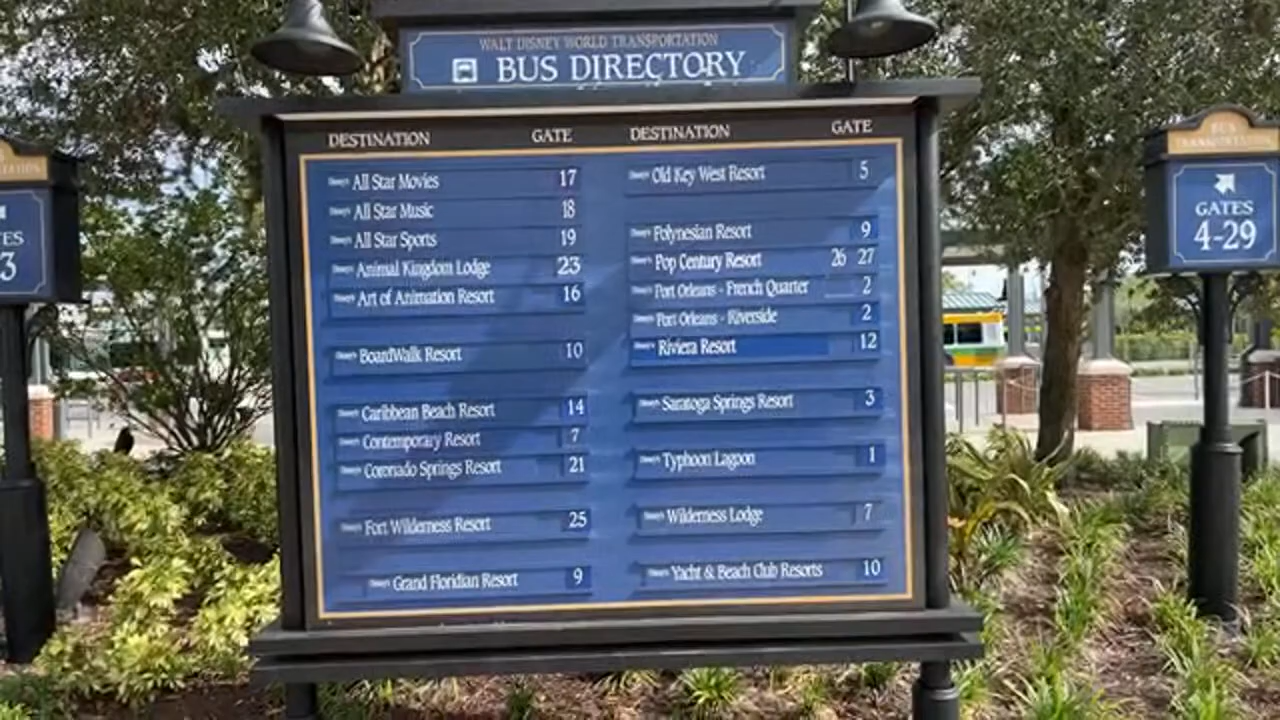 WALT DISNEY WORLD TRANSPORTATION
BUS DIRECTORY
DESTINATION GATE
Disney's All Star Movies 17
Disney's All Star Music 18
Disney's All Star Sports 19
Disney's Animal Kingdom Lodge 23
Disney's Art of Animation Resort 16
Disney's BoardWalk Resort 10
Disney's Caribbean Beach Resort 14
Disney's Contemporary Resort 7
Disney's Coronado Springs Resort 21
Disney's Fort Wilderness Resort 25
Disney's Grand Floridian Resort 9
DESTINATION GATE
Disney's Old Key West Resort 5
Disney's Polynesian Resort 9
Disney's Pop Century Resort 26 27
Disney's Port Orleans - French Quarter 2
Disney's Port Orleans - Riverside 2
Disney's Riviera Resort 12
Disney's Saratoga Springs Resort 3
Disney's Typhoon Lagoon 1
Disney's Wilderness Lodge 7
Disney's Yacht & Beach Club Resorts 10
BUS
TRANSPORTATION
GATES
4-29